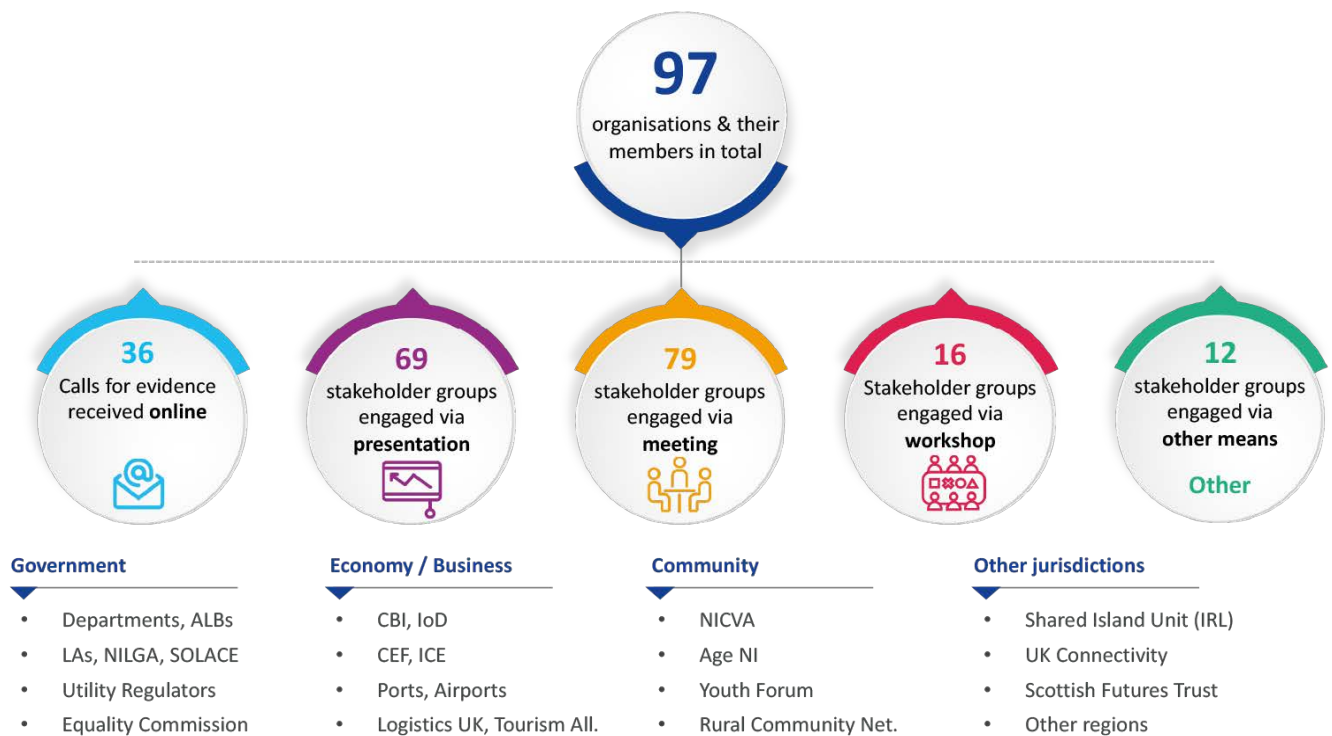 97
organisations & their
members in total
36
Calls for evidence
received online
69
stakeholder groups
engaged via
presentation
79
stakeholder groups
engaged via
meeting
16
Stakeholder groups
engaged via
workshop
12
stakeholder groups
engaged via
other means
Other
Government
• Departments, ALBs
• LAs, NILGA, SOLACE
• Utility Regulators
• Equality Commission
Economy / Business
• CBI, IoD
• CEF, ICE
• Ports, Airports
• Logistics UK, Tourism All.
Community
• NICVA
• Age NI
• Youth Forum
• Rural Community Net.
Other jurisdictions
• Shared Island Unit (IRL)
• UK Connectivity
• Scottish Futures Trust
• Other regions